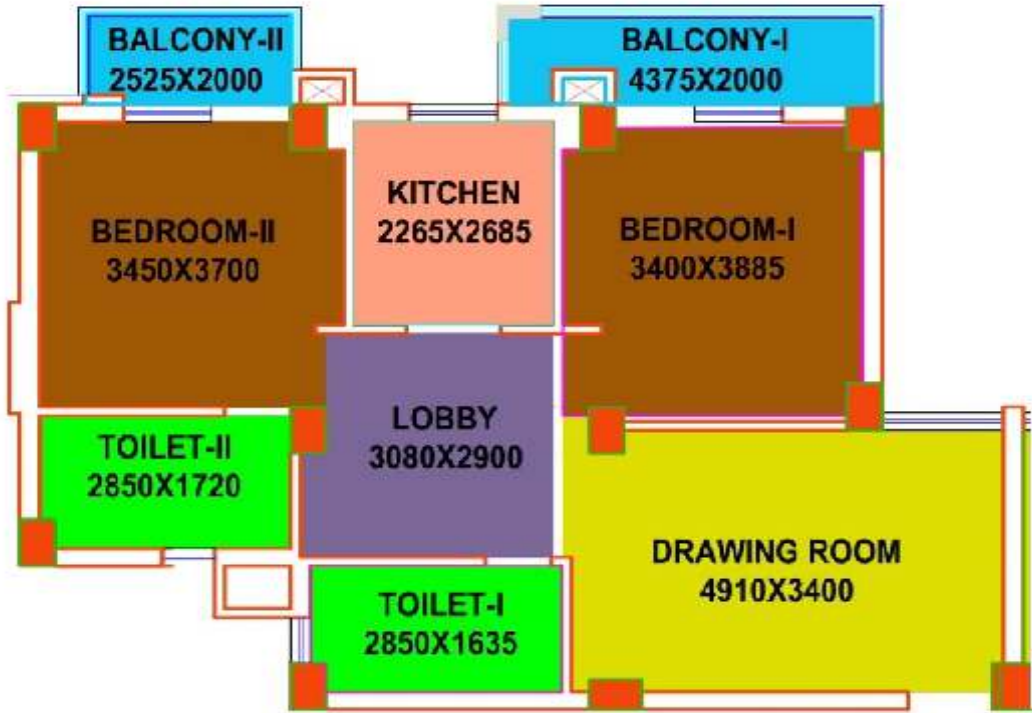 BALCONY-II
2525X2000
BALCONY-I
4375X2000
BEDROOM-II
3450X3700
KITCHEN
2265X2685
BEDROOM-I
3400X3885
TOILET-II
2850X1720
LOBBY
3080X2900
DRAWING ROOM
4910X3400
TOILET-I
2850X1635